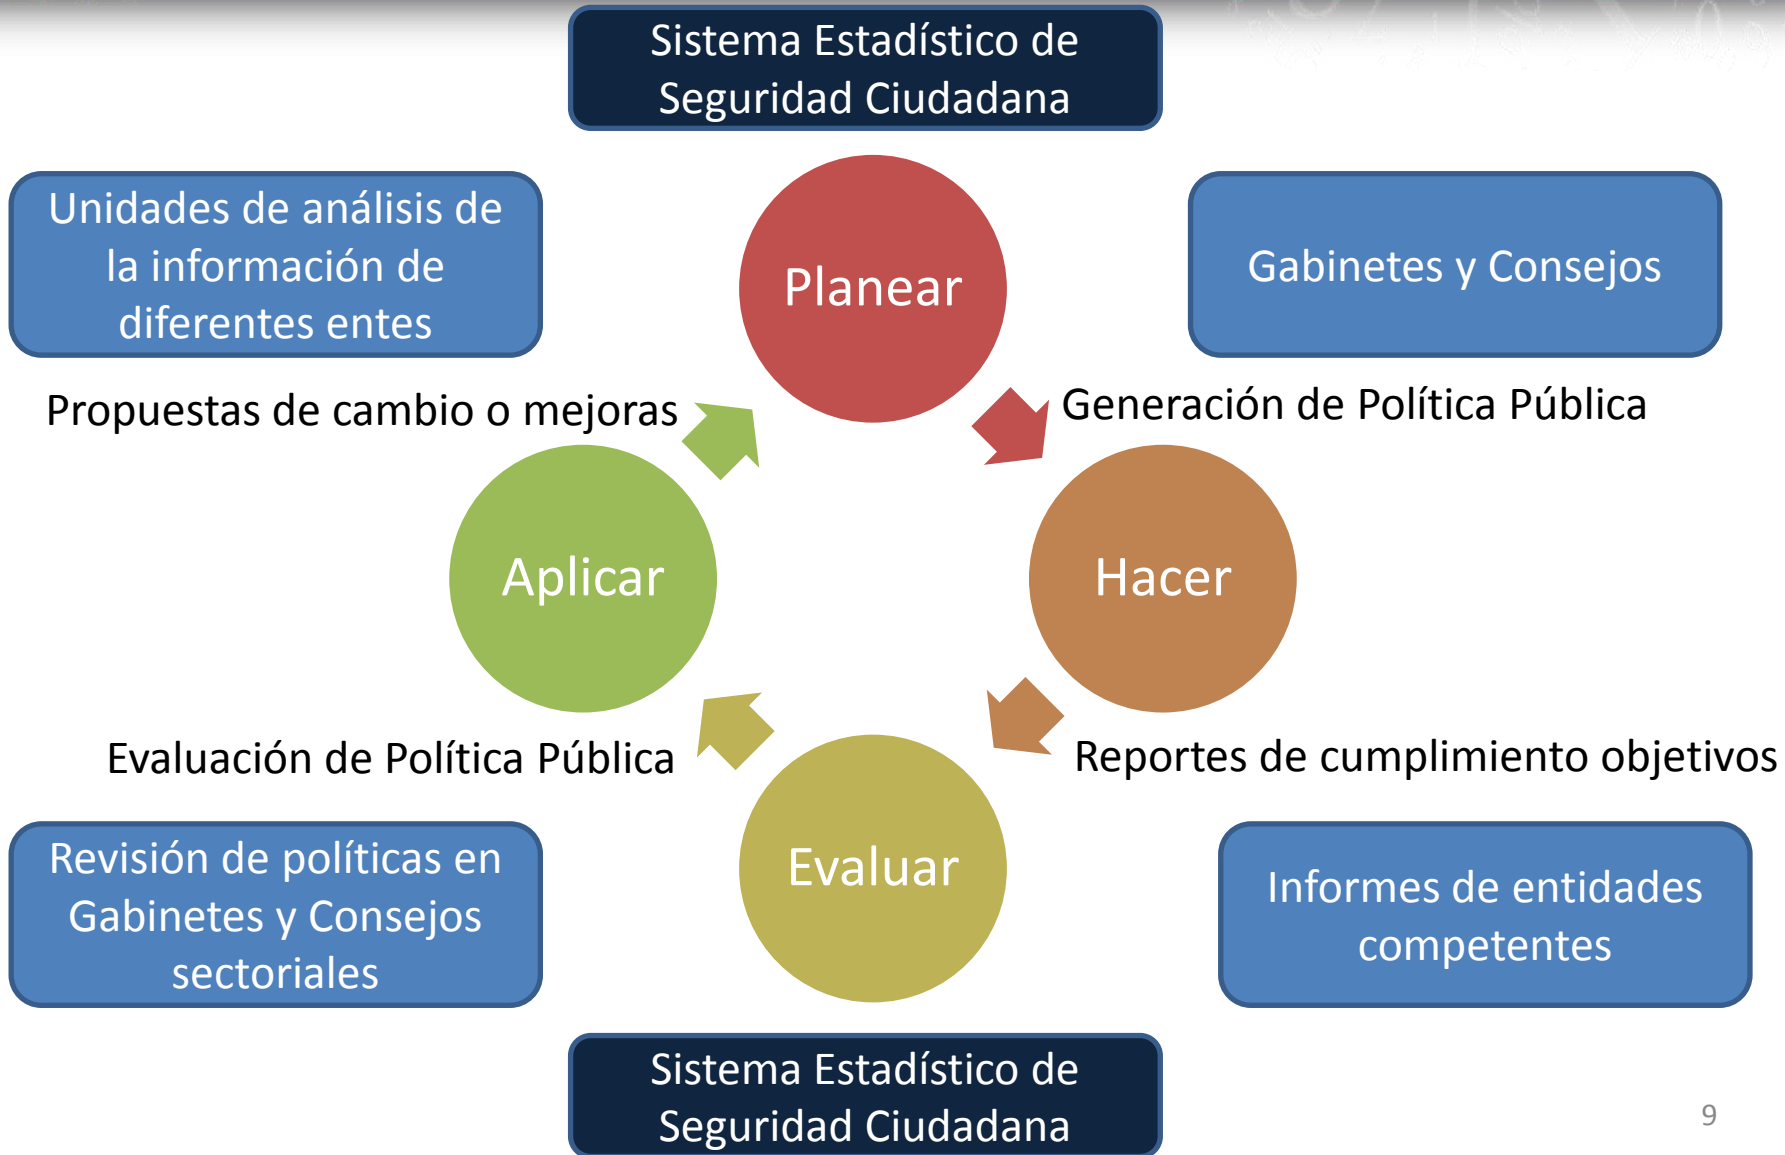 Sistema Estadístico de
Seguridad Ciudadana
Unidades de análisis de
la información de
diferentes entes
Planear
Gabinetes y Consejos
Propuestas de cambio o mejoras
Generación de Política Pública
Aplicar
Hacer
Evaluación de Política Pública
Reportes de cumplimiento objetivos
Revisión de políticas en
Gabinetes y Consejos
sectoriales
Evaluar
Informes de entidades
competentes
Sistema Estadístico de
Seguridad Ciudadana
9